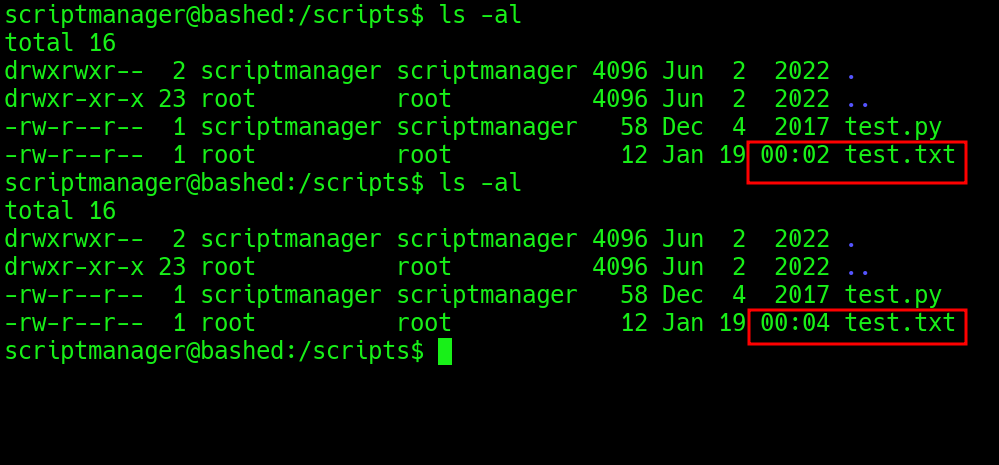 scriptmanager@bashed:/scripts$ ls -al
total 16
drwxrwxr--  2 scriptmanager scriptmanager 4096 Jun  2  2022 .
drwxr-xr-x 23 root          root          4096 Jun  2  2022 ..
-rw-r--r--  1 scriptmanager scriptmanager   58 Dec  4  2017 test.py
-rw-r--r--  1 root          root            12 Jan 19 00:02 test.txt
scriptmanager@bashed:/scripts$ ls -al
total 16
drwxrwxr--  2 scriptmanager scriptmanager 4096 Jun  2  2022 .
drwxr-xr-x 23 root          root          4096 Jun  2  2022 ..
-rw-r--r--  1 scriptmanager scriptmanager   58 Dec  4  2017 test.py
-rw-r--r--  1 root          root            12 Jan 19 00:04 test.txt
scriptmanager@bashed:/scripts$